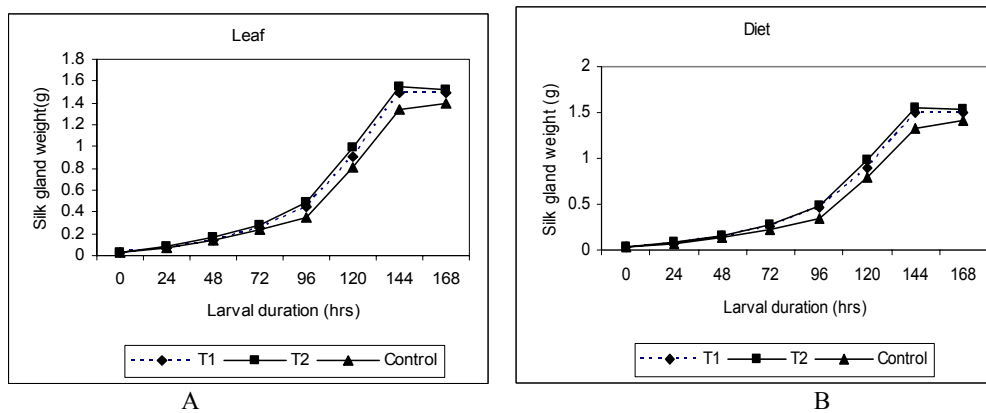 Leaf
Silk gland weight(g)
1.8
1.6
1.4
1.2
1.0
0.8
0.6
0.4
0.2
0
0 24 48 72 96 120 144 168
Larval duration (hrs)
T1 T2 Control
A
Diet
Silk gland weight (g)
2
1.5
1
0.5
0
0 24 48 72 96 120 144 168
Larval duration (hrs)
T1 T2 Control
B